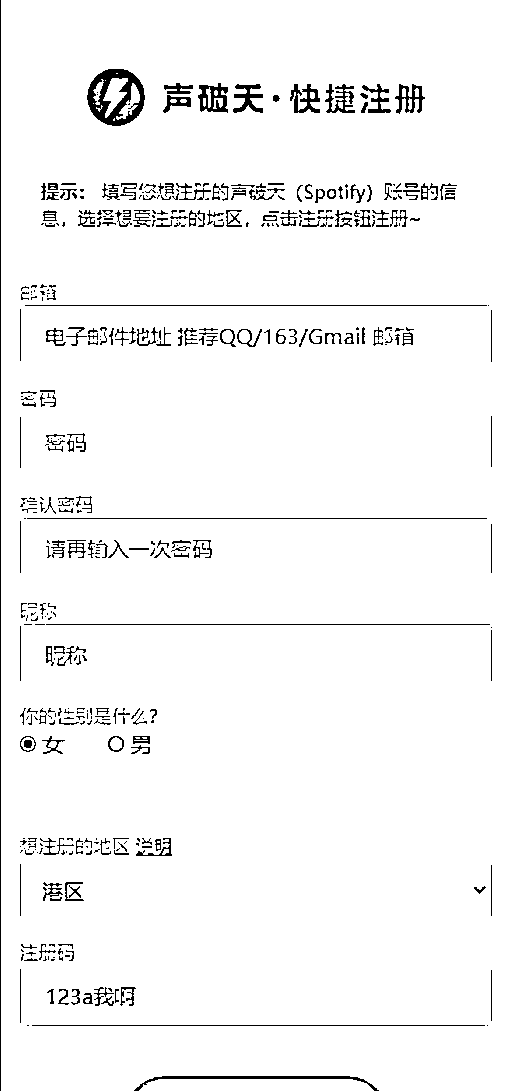 声破天·快捷注册
提示： 填写您想注册的声破天（Spotify）账号的信
息，选择想要注册的地区，点击注册按钮注册~
邮箱
电子邮件地址 推荐QQ/163/Gmail 邮箱
密码
密码
确认密码
请再输入一次密码
昵称
昵称
你的性别是什么？
女 男
想注册的地区 说明
港区
注册码
123a我啊